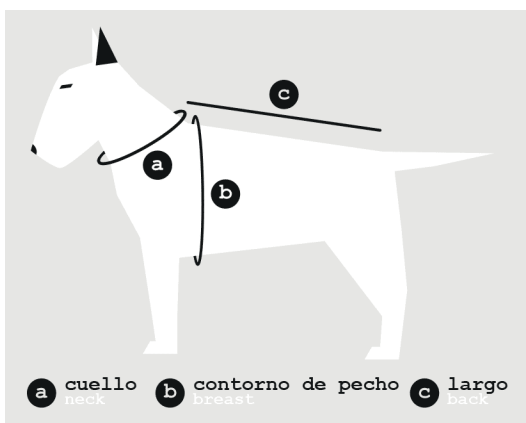 c
a
b
a cuello b contorno de pecho c largo
neck breast back